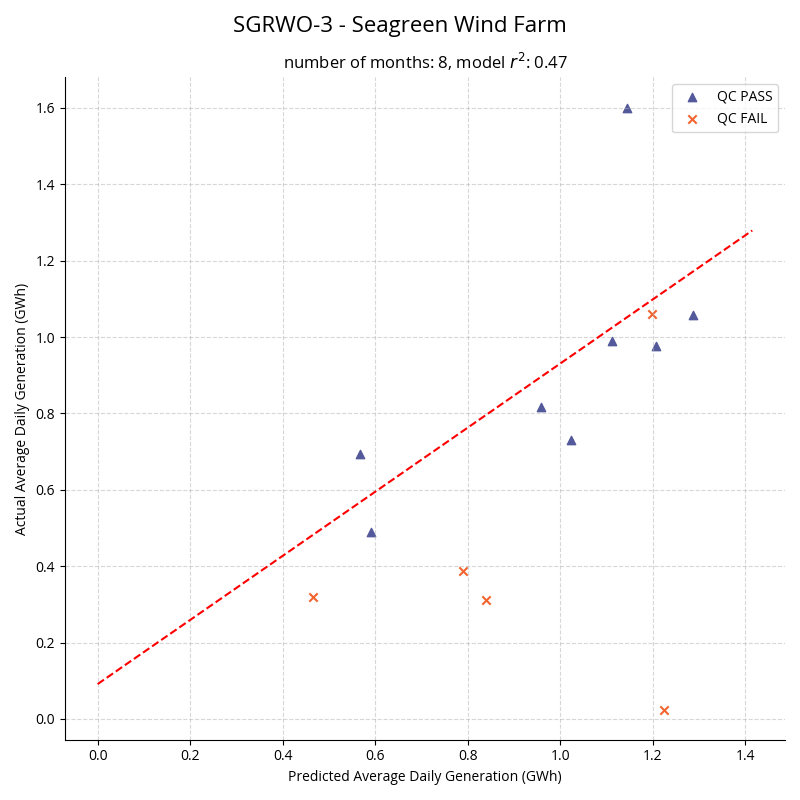 SGRWO-3 - Seagreen Wind Farm
number of months: 8, model r²: 0.47
QC PASS
QC FAIL
1.6
1.4
1.2
1.0
0.8
0.6
0.4
0.2
0.0
Actual Average Daily Generation (GWh)
0.0 0.2 0.4 0.6 0.8 1.0 1.2 1.4
Predicted Average Daily Generation (GWh)